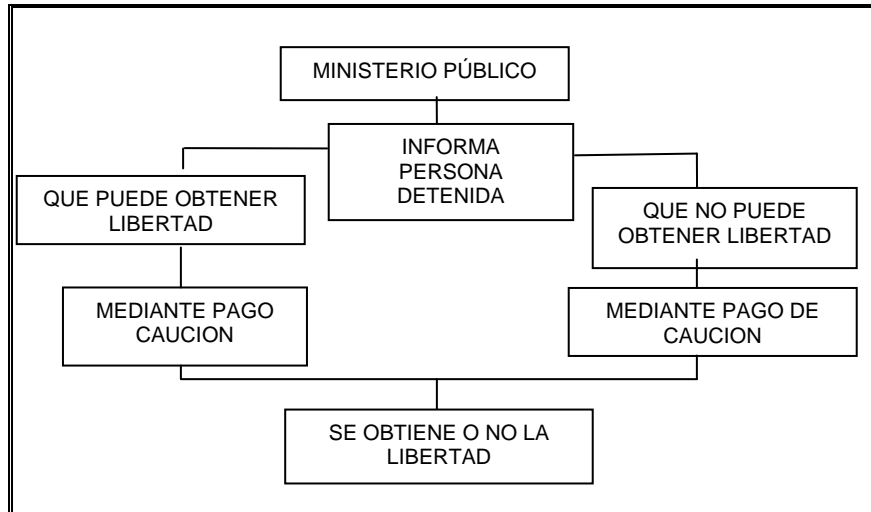 MINISTERIO PÚBLICO
INFORMA
PERSONA
DETENIDA
QUE PUEDE OBTENER
LIBERTAD
QUE NO PUEDE
OBTENER LIBERTAD
MEDIANTE PAGO
CAUCION
MEDIANTE PAGO DE
CAUCION
SE OBTIENE O NO LA
LIBERTAD